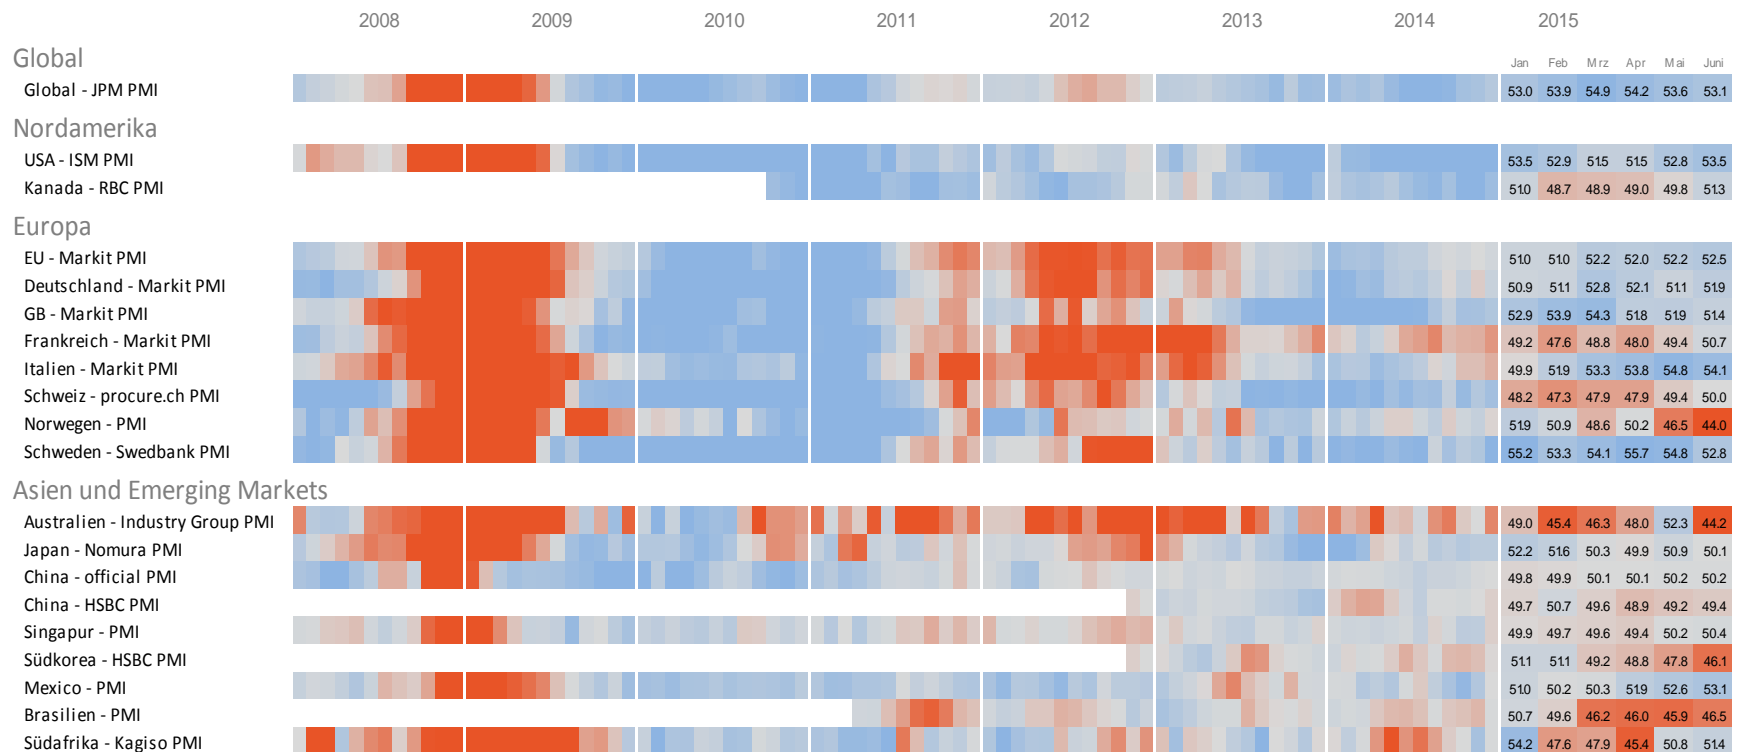 2008 2009 2010 2011 2012 2013 2014 2015
Global
Jan Feb Mrz Apr Mai Juni
Global - JPM PMI 53.0 53.9 54.9 54.2 53.6 53.1
Nordamerika
USA - ISM PMI 53.5 52.9 51.5 51.5 52.8 53.5
Kanada - RBC PMI 51.0 48.7 48.9 49.0 49.8 51.3
Europa
EU - Markit PMI 51.0 51.0 52.2 52.0 52.2 52.5
Deutschland - Markit PMI 50.9 51.1 52.8 52.1 51.1 51.9
GB - Markit PMI 52.9 53.9 54.3 51.8 51.9 51.4
Frankreich - Markit PMI 49.2 47.6 48.8 48.0 49.4 50.7
Italien - Markit PMI 49.9 51.9 53.3 53.8 54.8 54.1
Schweiz - procure.ch PMI 48.2 47.3 47.9 47.9 49.4 50.0
Norwegen - PMI 51.9 50.9 48.6 50.2 46.5 44.0
Schweden - Swedbank PMI 55.2 53.3 54.1 55.7 54.8 52.8
Asien und Emerging Markets
Australien - Industry Group PMI 49.0 45.4 46.3 48.0 52.3 44.2
Japan - Nomura PMI 52.2 51.6 50.3 49.9 50.9 50.1
China - official PMI 49.8 49.9 50.1 50.1 50.2 50.2
China - HSBC PMI 49.7 50.7 49.6 48.9 49.2 49.4
Singapur - PMI 49.9 49.7 49.6 49.4 50.2 50.4
Südkorea - HSBC PMI 51.1 51.1 49.2 48.8 47.8 46.1
Mexico - PMI 51.0 50.2 50.3 51.9 52.6 53.1
Brasilien - PMI 50.7 49.6 46.2 46.0 45.9 46.5
Südafrika - Kagiso PMI 54.2 47.6 47.9 45.4 50.8 51.4